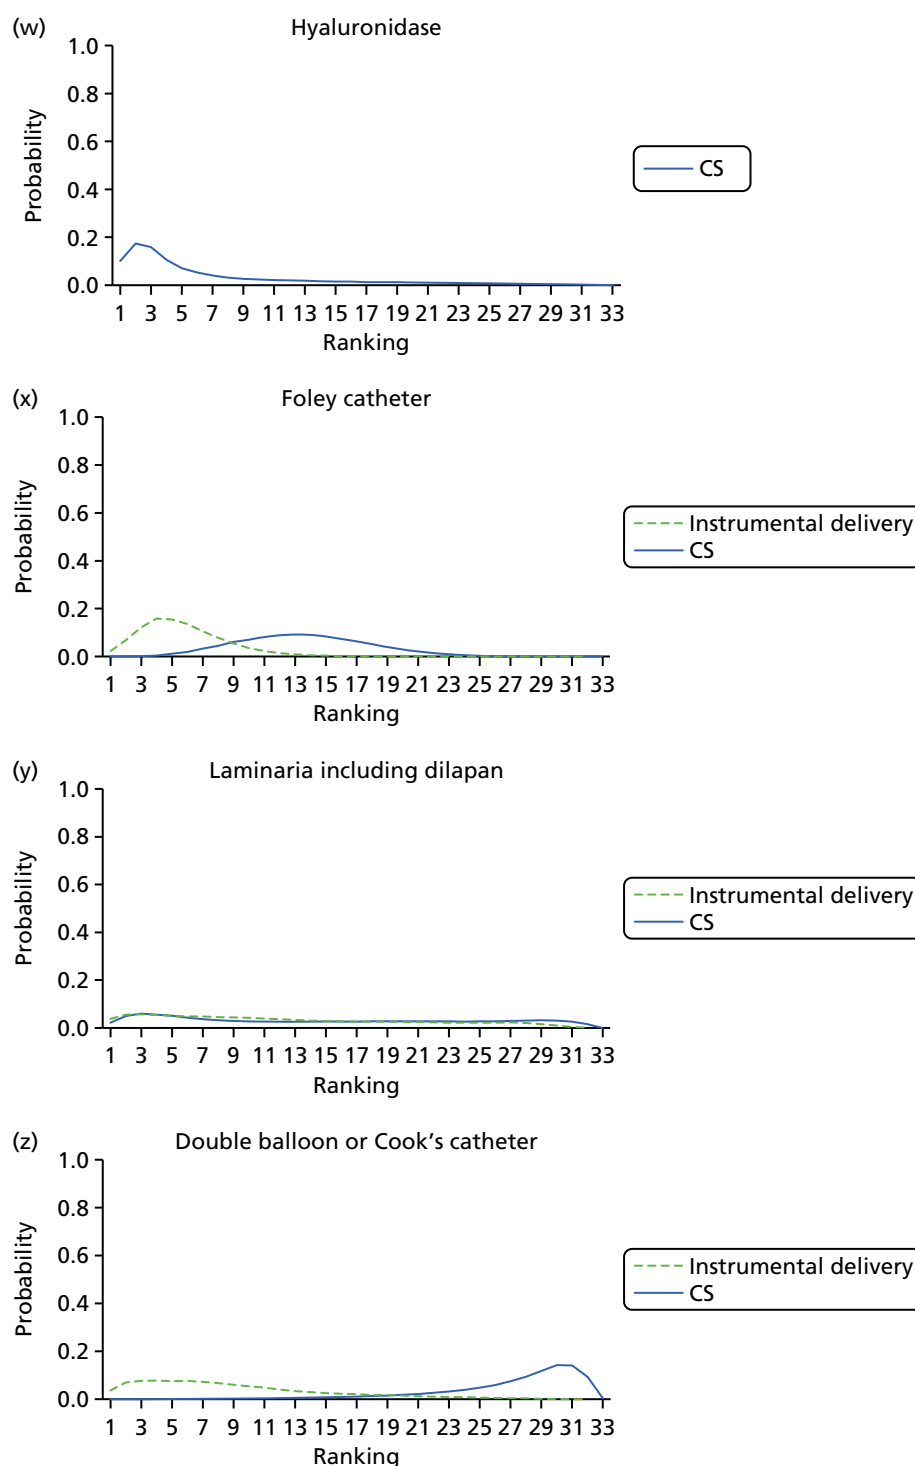 (w)
Hyaluronidase
1.0
0.8
0.6
0.4
0.2
0.0
Probability
1 3 5 7 9 11 13 15 17 19 21 23 25 27 29 31 33
Ranking
CS
(x)
Foley catheter
1.0
0.8
0.6
0.4
0.2
0.0
Probability
1 3 5 7 9 11 13 15 17 19 21 23 25 27 29 31 33
Ranking
Instrumental delivery
CS
(y)
Laminaria including dilapan
1.0
0.8
0.6
0.4
0.2
0.0
Probability
1 3 5 7 9 11 13 15 17 19 21 23 25 27 29 31 33
Ranking
Instrumental delivery
CS
(z)
Double balloon or Cook’s catheter
1.0
0.8
0.6
0.4
0.2
0.0
Probability
1 3 5 7 9 11 13 15 17 19 21 23 25 27 29 31 33
Ranking
Instrumental delivery
CS